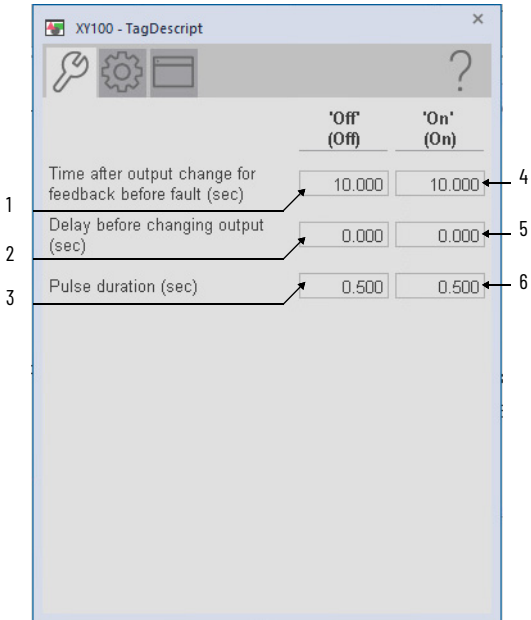 XY100 - TagDescript
'Off' 'On'
(Off) (On)
Time after output change for
feedback before fault (sec) 10.000 10.000 4
1
Delay before changing output
(sec) 0.000 0.000 5
2
Pulse duration (sec) 0.500 0.500 6
3